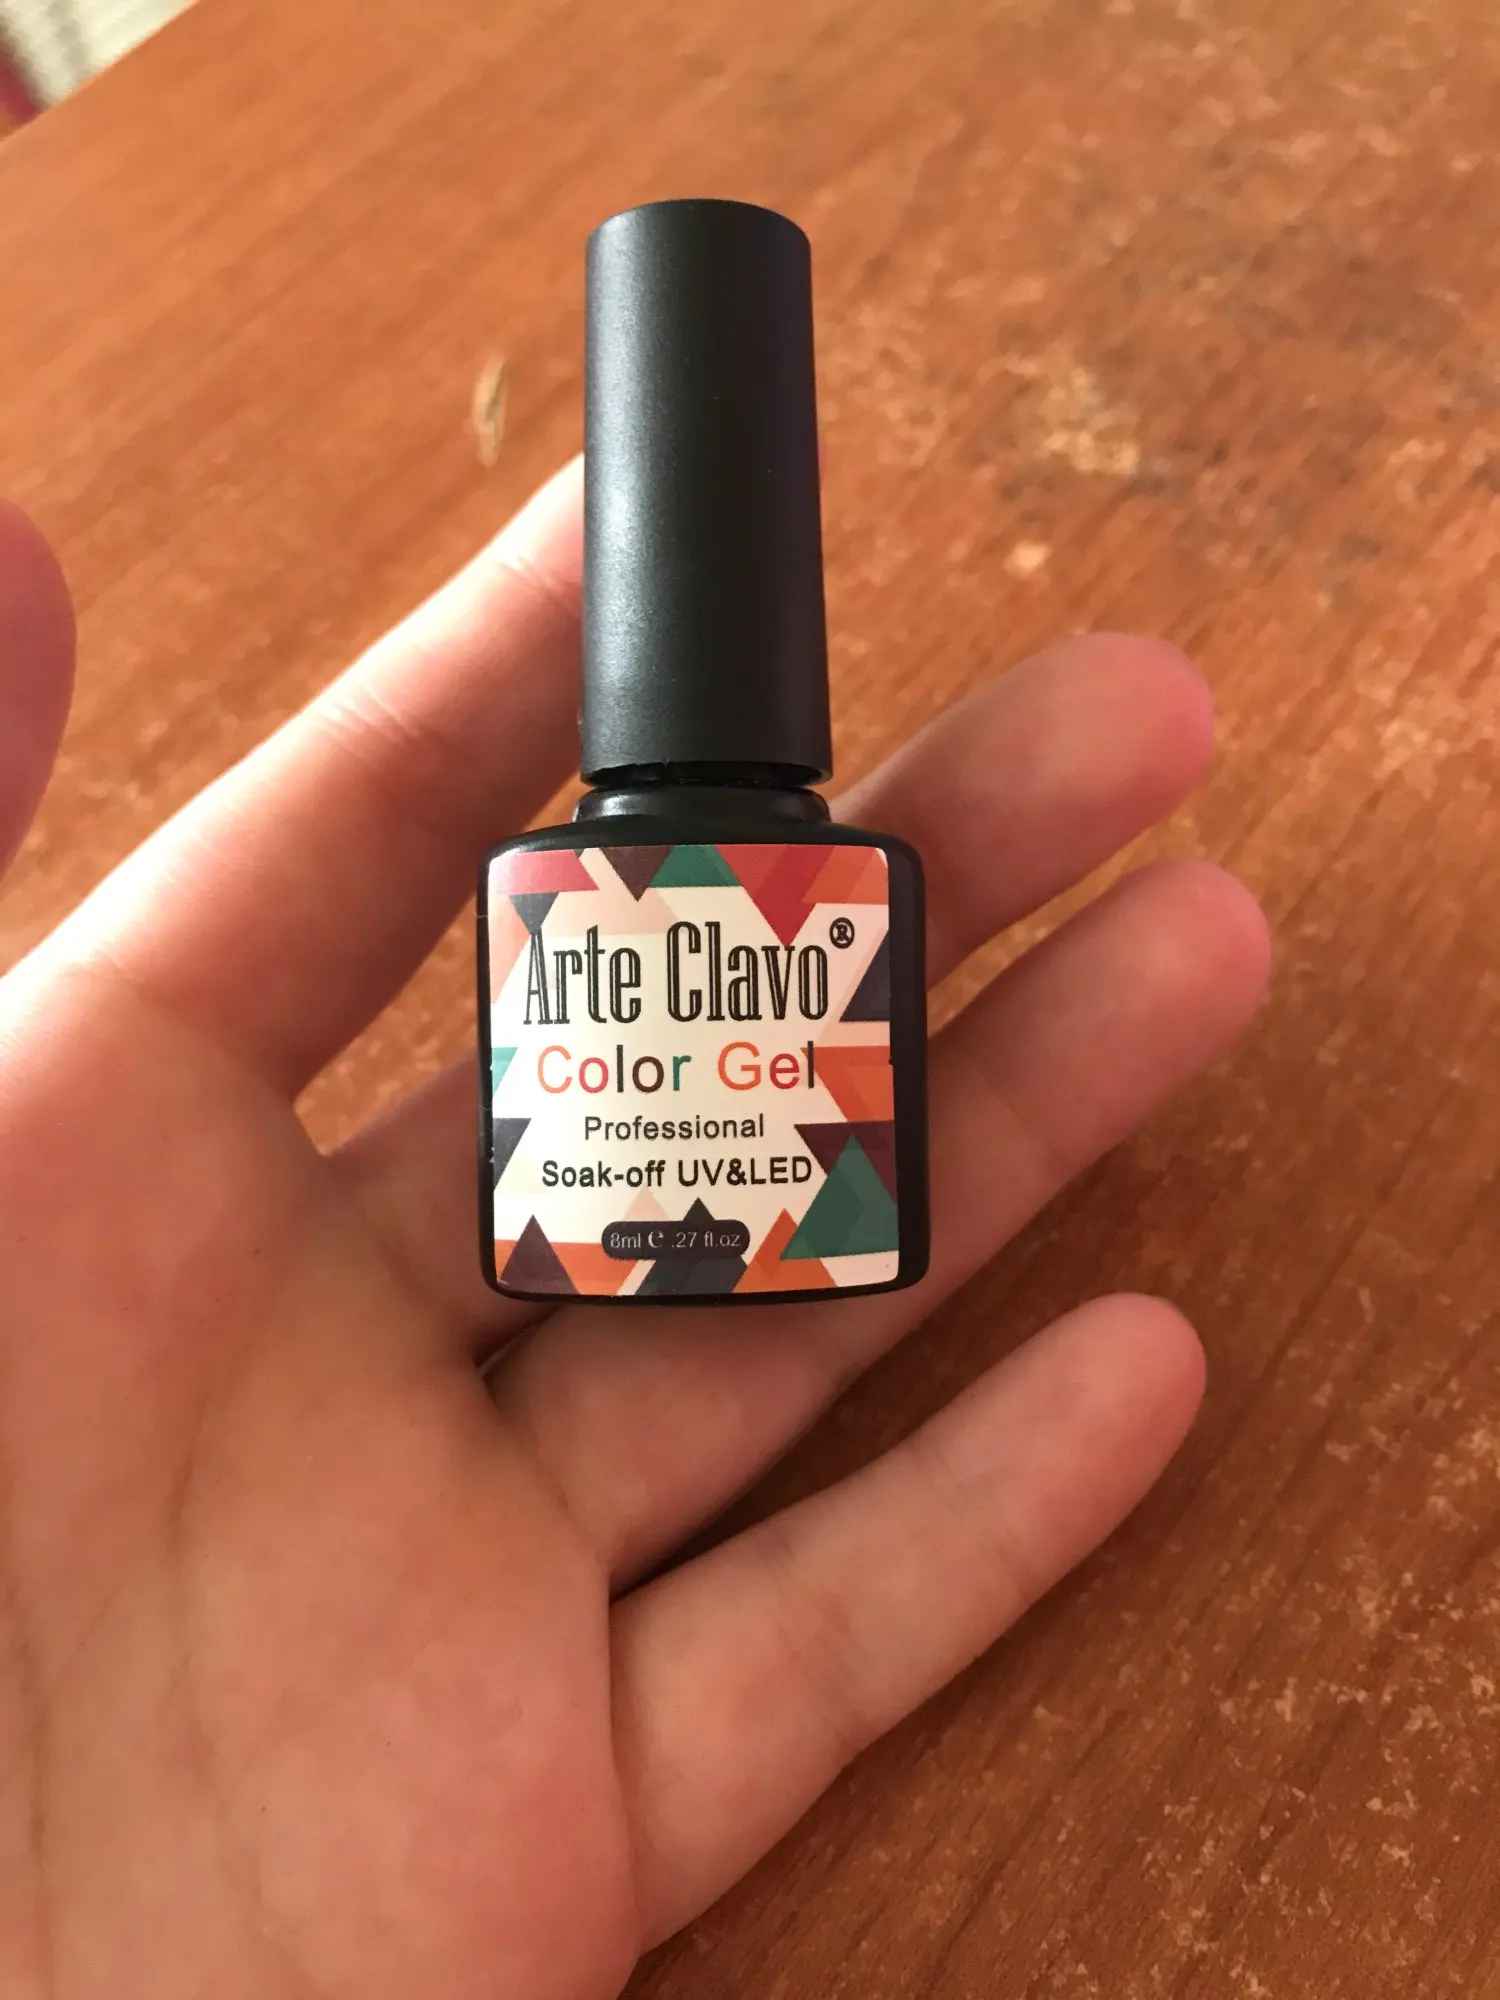 Arte Clavo®
Color Gel
Professional
Soak-off UV&LED
8ml ℮ .27 fl.oz